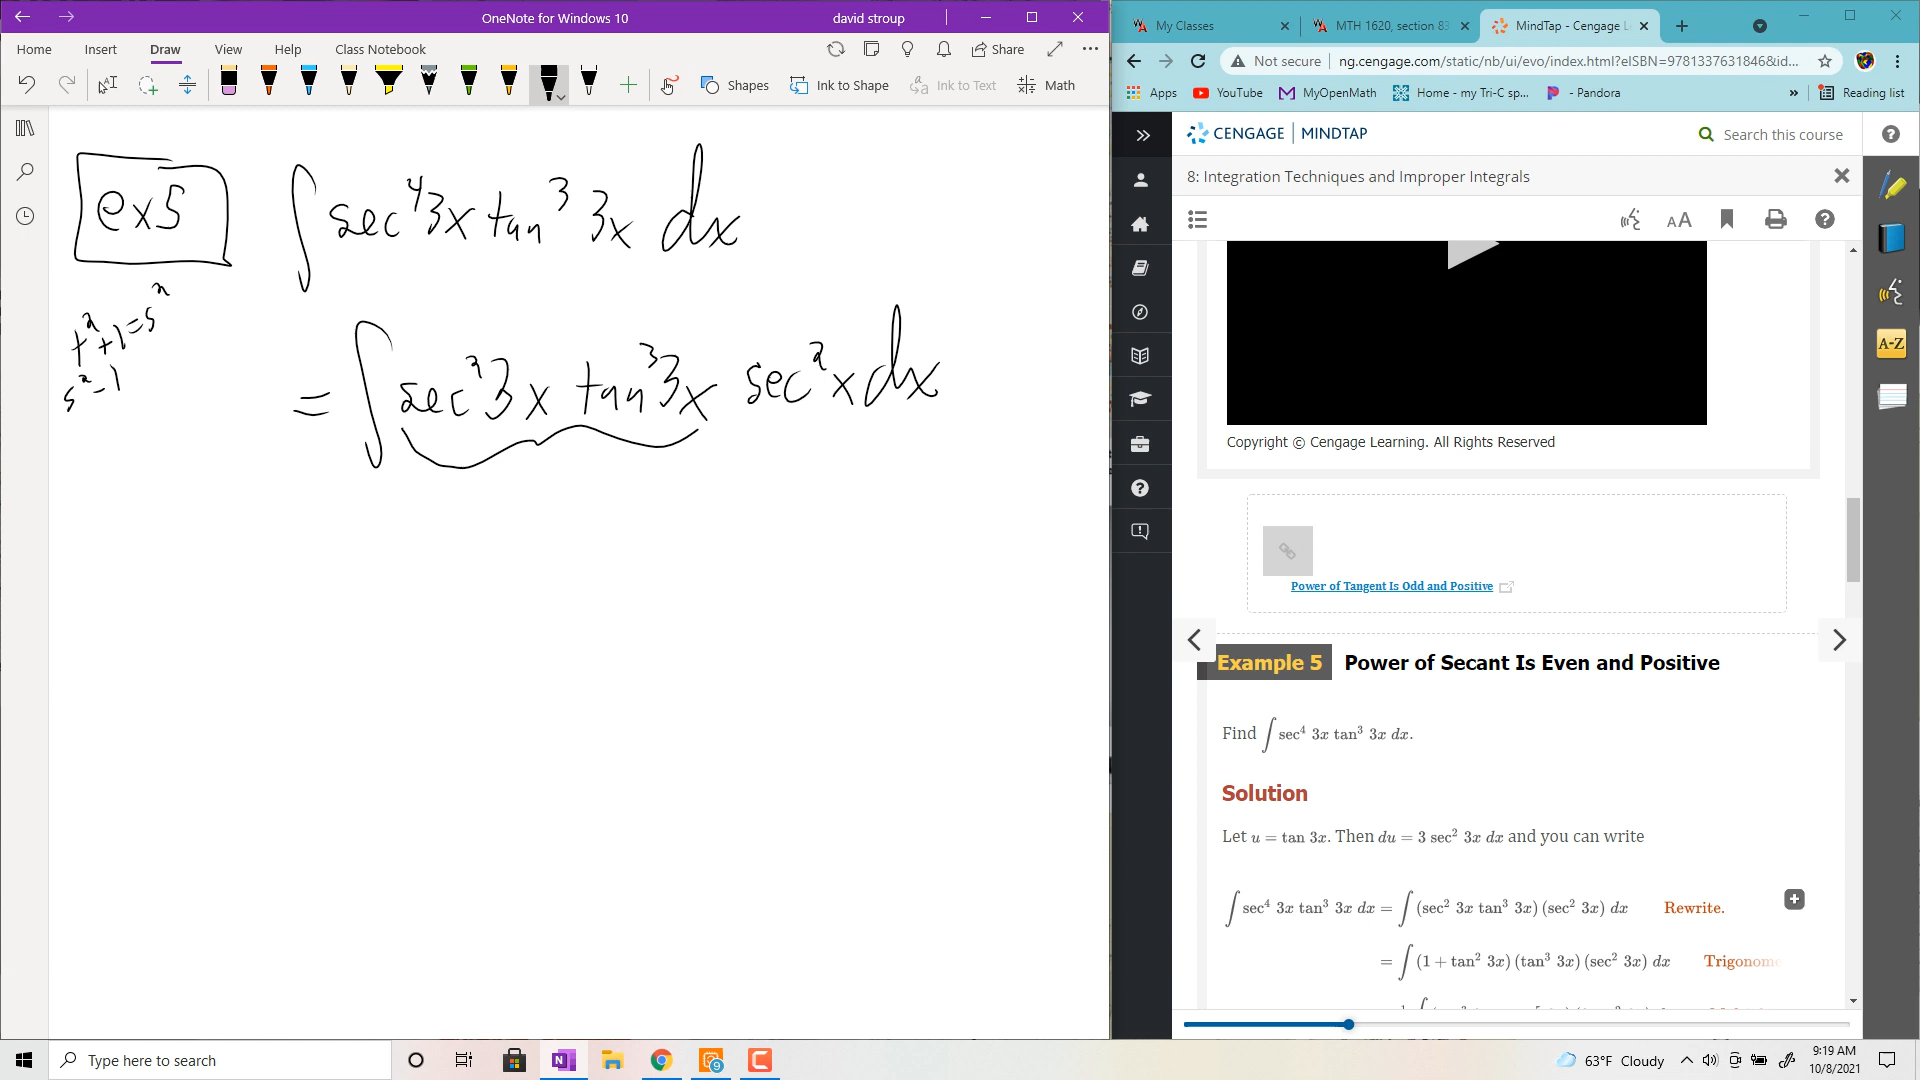 OneNote for Windows 10
david stroup
Home Insert Draw View Help Class Notebook Share
Shapes Ink to Shape Ink to Text Math
ex5 ∫ sec⁴3x tan³ 3x dx
t²+1=s²
s²-1
= ∫ sec²3x tan³3x sec²x dx
My Classes MTH 1620, section 83 MindTap - Cengage L
Not secure ng.cengage.com/static/nb/ui/evo/index.html?eISBN=9781337631846&id...
Apps YouTube MyOpenMath Home - my Tri-C sp... - Pandora » Reading list
CENGAGE | MINDTAP Search this course
8: Integration Techniques and Improper Integrals
AA
A-Z
Copyright © Cengage Learning. All Rights Reserved
Power of Tangent Is Odd and Positive
Example 5 Power of Secant Is Even and Positive
Find ∫ sec⁴ 3x tan³ 3x dx.
Solution
Let u = tan 3x. Then du = 3 sec² 3x dx and you can write
∫ sec⁴ 3x tan³ 3x dx = ∫ (sec² 3x tan³ 3x) (sec² 3x) dx Rewrite.
= ∫ (1 + tan² 3x) (tan³ 3x) (sec² 3x) dx Trigonome
Type here to search
63°F Cloudy
9:19 AM
10/8/2021